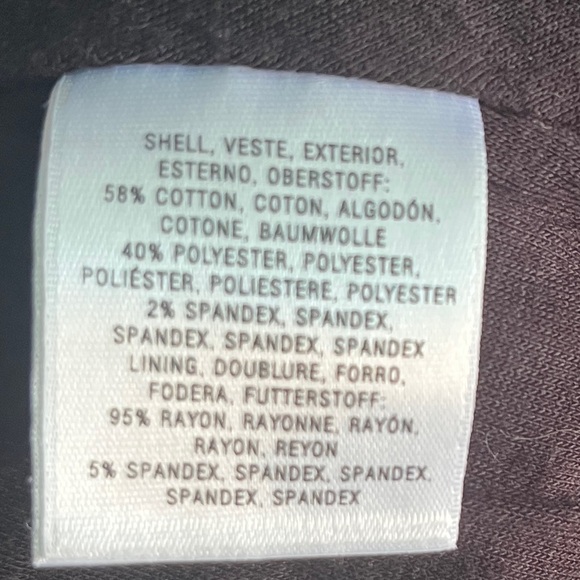 SHELL, VESTE, EXTERIOR,
ESTERNO, OBERSTOFF:
58% COTTON, COTON, ALGODÓN,
COTONE, BAUMWOLLE
40% POLYESTER, POLYESTER,
POLIÉSTER, POLIESTERE, POLYESTER
2% SPANDEX, SPANDEX,
SPANDEX, SPANDEX, SPANDEX
LINING, DOUBLURE, FORRO,
FODERA, FUTTERSTOFF:
95% RAYON, RAYONNE, RAYÓN,
RAYON, REYON
5% SPANDEX, SPANDEX, SPANDEX,
SPANDEX, SPANDEX